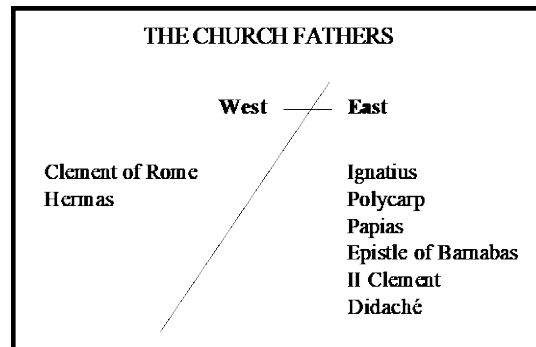 THE CHURCH FATHERS
West East
Clement of Rome
Hermas
Ignatius
Polycarp
Papias
Epistle of Barnabas
II Clement
Didaché